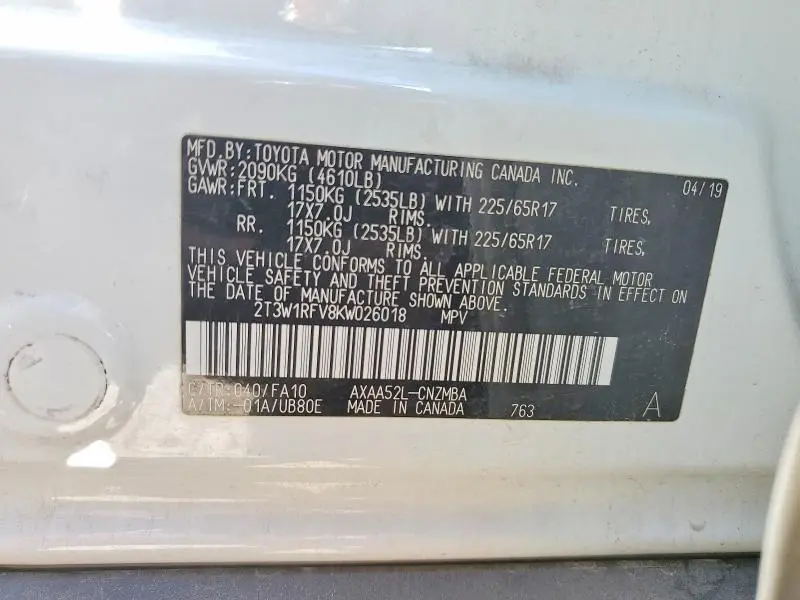 MFD.BY:TOYOTA MOTOR MANUFACTURING CANADA INC. 04/19
GVWR:2090KG (4610LB)
GAWR:FRT. 1150KG (2535LB) WITH 225/65R17 TIRES,
17X7.0J RIMS.
RR. 1150KG (2535LB) WITH 225/65R17 TIRES,
17X7.0J RIMS.
THIS VEHICLE CONFORMS TO ALL APPLICABLE FEDERAL MOTOR
VEHICLE SAFETY AND THEFT PREVENTION STANDARDS IN EFFECT ON
THE DATE OF MANUFACTURE SHOWN ABOVE.
2T3W1RFV8KW026018 MPV
C/TR:040/FA10 AXAA52L-CNZMBA
A/TM:-01A/UB80E MADE IN CANADA 763 A